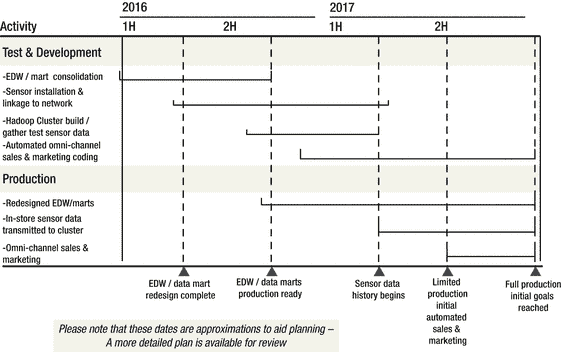 2016 2017
Activity 1H 2H 1H 2H
Test & Development
-EDW / mart consolidation
-Sensor installation &
linkage to network
-Hadoop Cluster build /
gather test sensor data
-Automated omni-channel
sales & marketing coding
Production
-Redesigned EDW/marts
-In-store sensor data
transmitted to cluster
-Omni-channel sales &
marketing
EDW / data mart
redesign complete
EDW / data marts
production ready
Sensor data
history begins
Limited
production
initial
automated
sales &
marketing
Full production
initial goals
reached
Please note that these dates are approximations to aid planning –
A more detailed plan is available for review